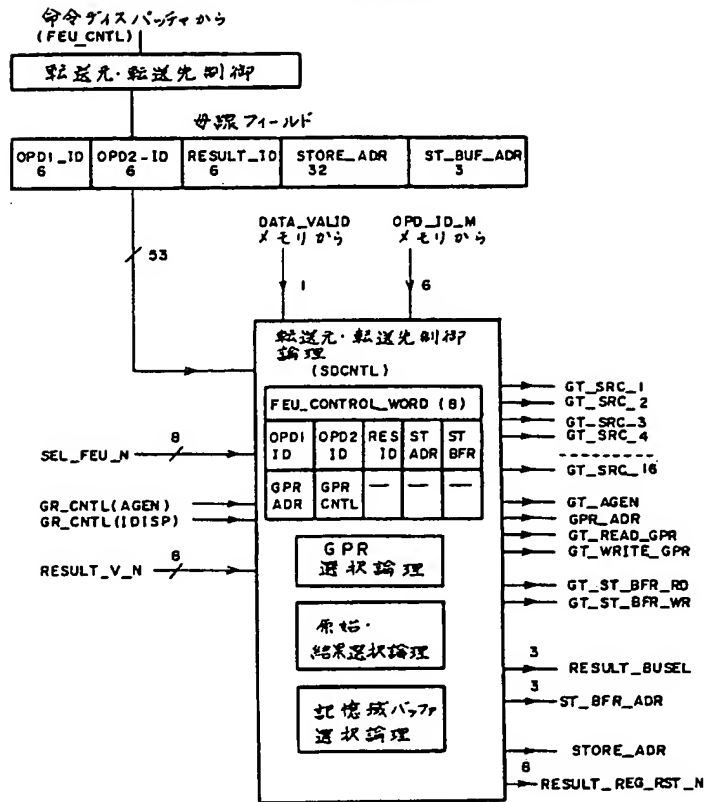 命令ディスパッチから
(FEU_CNTL)
転送元・転送先制御
母線フィールド
OPD1_ID 6
OPD2-ID 6
RESULT_ID 6
STORE_ADR 32
ST_BUF_ADR 3
53
DATA_VALID
メモリから
1
OPD_ID_M
メモリから
6
転送元・転送先制御
論理
(SDCNTL)
FEU_CONTROL_WORD (8)
OPD1 ID
OPD2 ID
RES ID
ST ADR
ST BFR
GPR ADR
GPR CNTL
—
—
—
GPR
選択論理
原始・
結果選択論理
記憶域バッファ
選択論理
SEL_FEU_N
8
GR_CNTL(AGEN)
GR_CNTL(IDISP)
RESULT_V_N
8
GT_SRC_1
GT_SRC_2
GT_SRC_3
GT_SRC_4
GT_SRC_16
GT_AGEN
GPR_ADR
GT_READ_GPR
GT_WRITE_GPR
GT_ST_BFR_RD
GT_ST_BFR_WR
3
RESULT_BUSEL
3
ST_BFR_ADR
STORE_ADR
8
RESULT_REG_RST_N